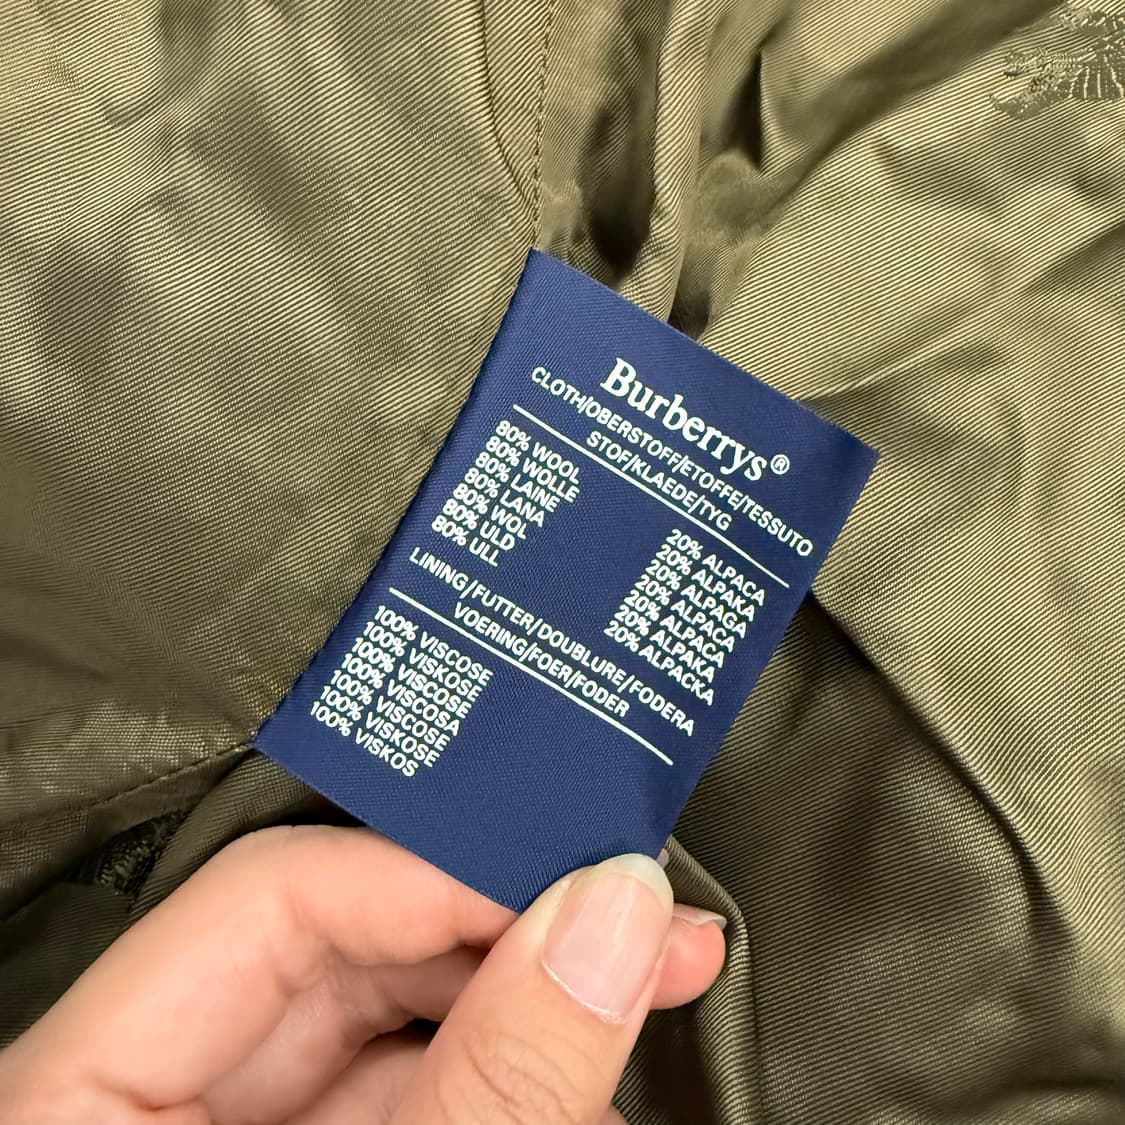 Burberrys®
CLOTH/OBERSTOFF/ETOFFE/TESSUTO
STOF/KLAEDE/TYG
80% WOOL
80% WOLLE
80% LAINE
80% LANA
80% WOL
80% ULD
80% ULL
20% ALPACA
20% ALPAKA
20% ALPAGA
20% ALPACA
20% ALPACA
20% ALPAKA
20% ALPACKA
LINING/FUTTER/DOUBLURE/FODERA
VOERING/FOER/FODER
100% VISCOSE
100% VISKOSE
100% VISCOSE
100% VISCOSA
100% VISCOSE
100% VISKOSE
100% VISKOS